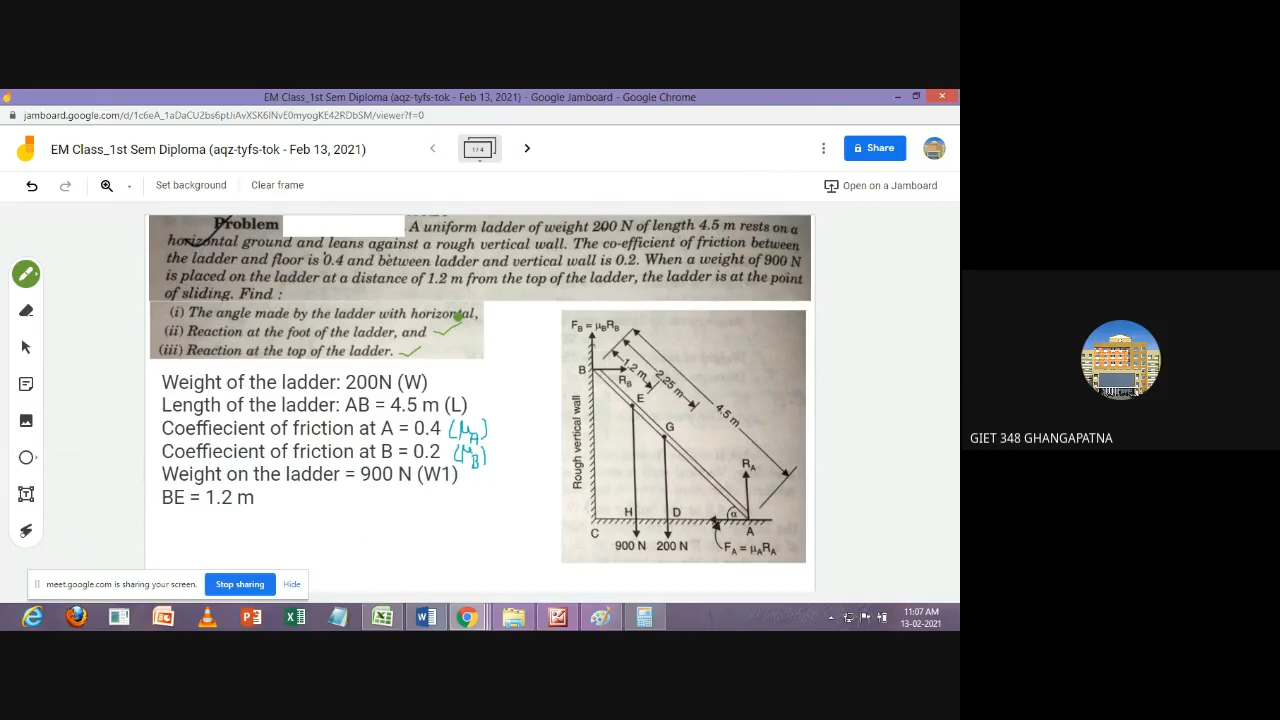 EM Class_1st Sem Diploma (aqz-tyfs-tok - Feb 13, 2021) - Google Jamboard - Google Chrome
jamboard.google.com/d/1c6eA_1aDaCU2bs6ptUiAvXSK6INvE0myogKE42RDbSM/viewer?f=0
EM Class_1st Sem Diploma (aqz-tyfs-tok - Feb 13, 2021)
1/4
Share
Set background
Clear frame
Open on a Jamboard
Problem
A uniform ladder of weight 200 N of length 4.5 m rests on a
horizontal ground and leans against a rough vertical wall. The co-efficient of friction between
the ladder and floor is 0.4 and between ladder and vertical wall is 0.2. When a weight of 900 N
is placed on the ladder at a distance of 1.2 m from the top of the ladder, the ladder is at the point
of sliding. Find :
(i) The angle made by the ladder with horizontal,
(ii) Reaction at the foot of the ladder, and
(iii) Reaction at the top of the ladder.
Weight of the ladder: 200N (W)
Length of the ladder: AB = 4.5 m (L)
Coeffiecient of friction at A = 0.4 (μA)
Coeffiecient of friction at B = 0.2 (μB)
Weight on the ladder = 900 N (W1)
BE = 1.2 m
FB = μBRB
B
RB
1.2 m
2.25 m
4.5 m
E
G
Rough vertical wall
RA
H
D
α
A
C
900 N
200 N
FA = μARA
meet.google.com is sharing your screen.
Stop sharing
Hide
11:07 AM
13-02-2021
GIET 348 GHANGAPATNA